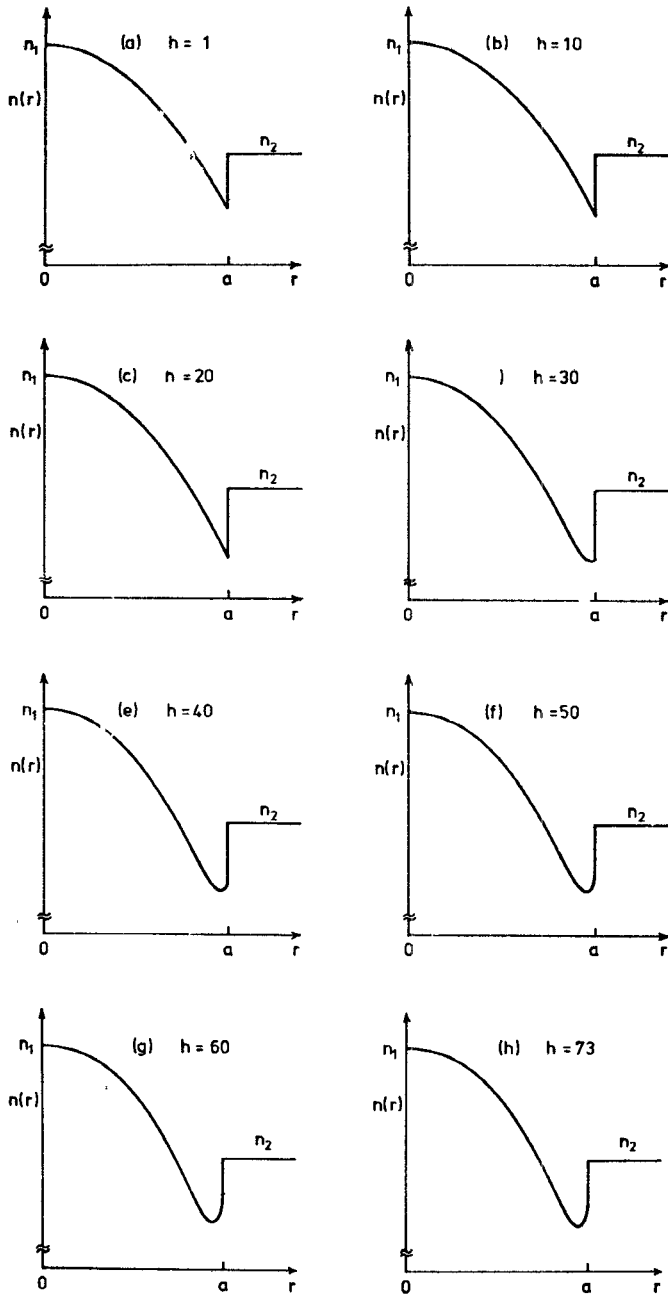 (a) h = 1
n₁
n(r)
n₂
0 a r
(b) h = 10
n₁
n(r)
n₂
0 a r
(c) h = 20
n₁
n(r)
n₂
0 a r
) h = 30
n₁
n(r)
n₂
0 a r
(e) h = 40
n₁
n(r)
n₂
0 a r
(f) h = 50
n₁
n(r)
n₂
0 a r
(g) h = 60
n₁
n(r)
n₂
0 a r
(h) h = 73
n₁
n(r)
n₂
0 a r